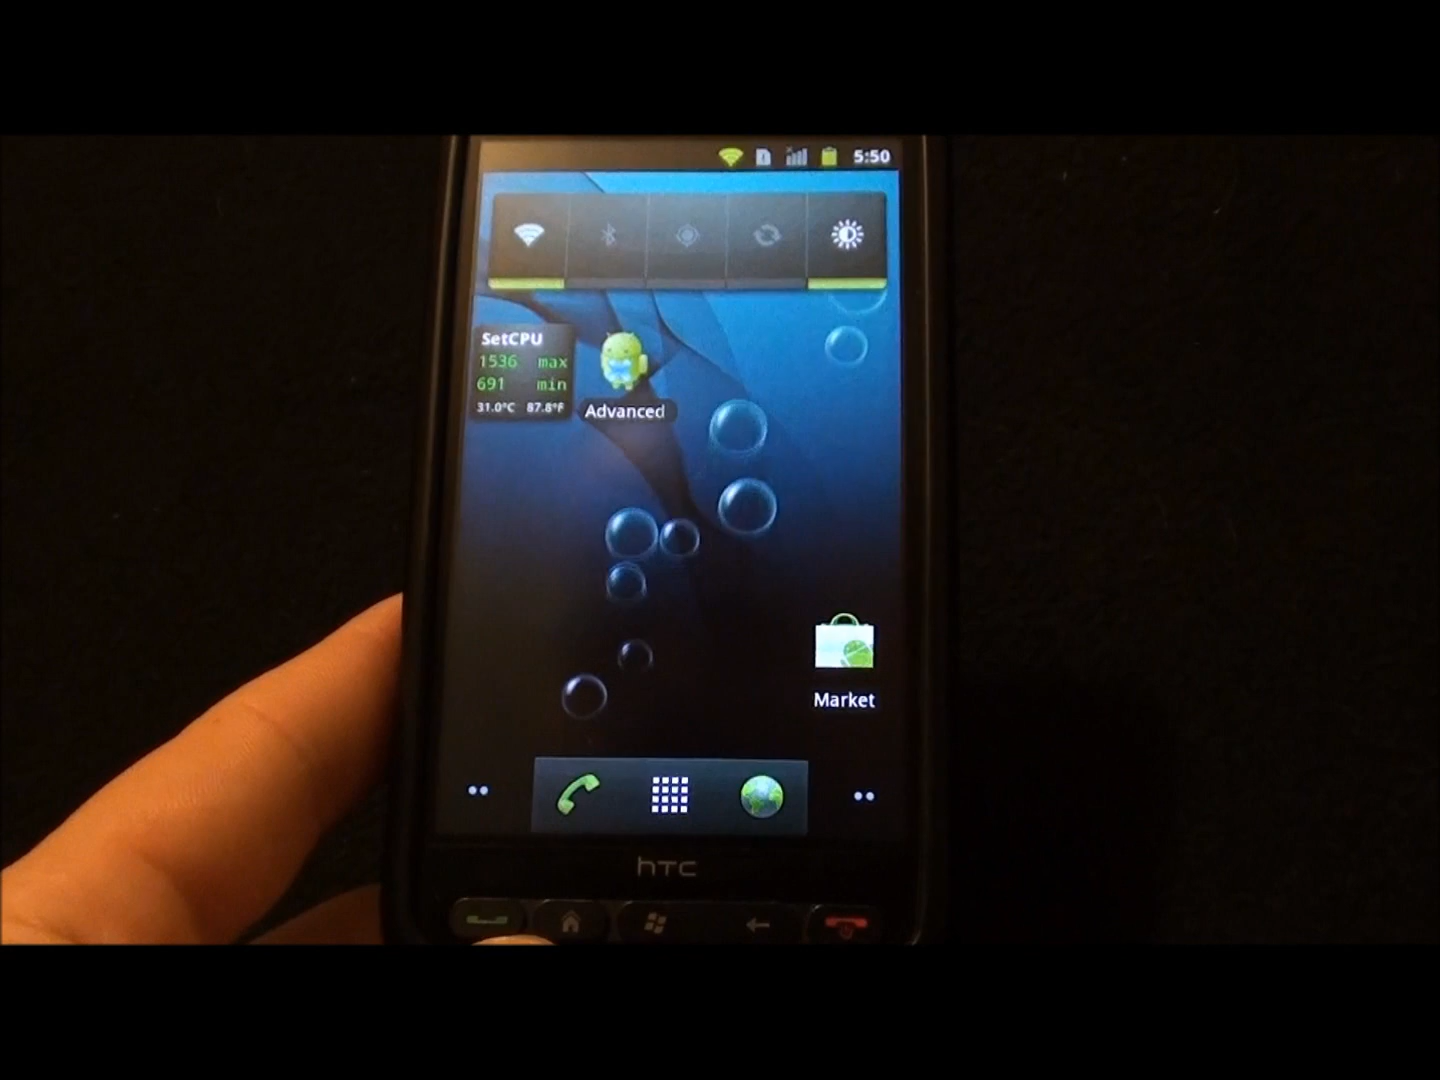 5:50
SetCPU
1536 max
691 min
31.0°C 87.8°F
Advanced
Market
hTC